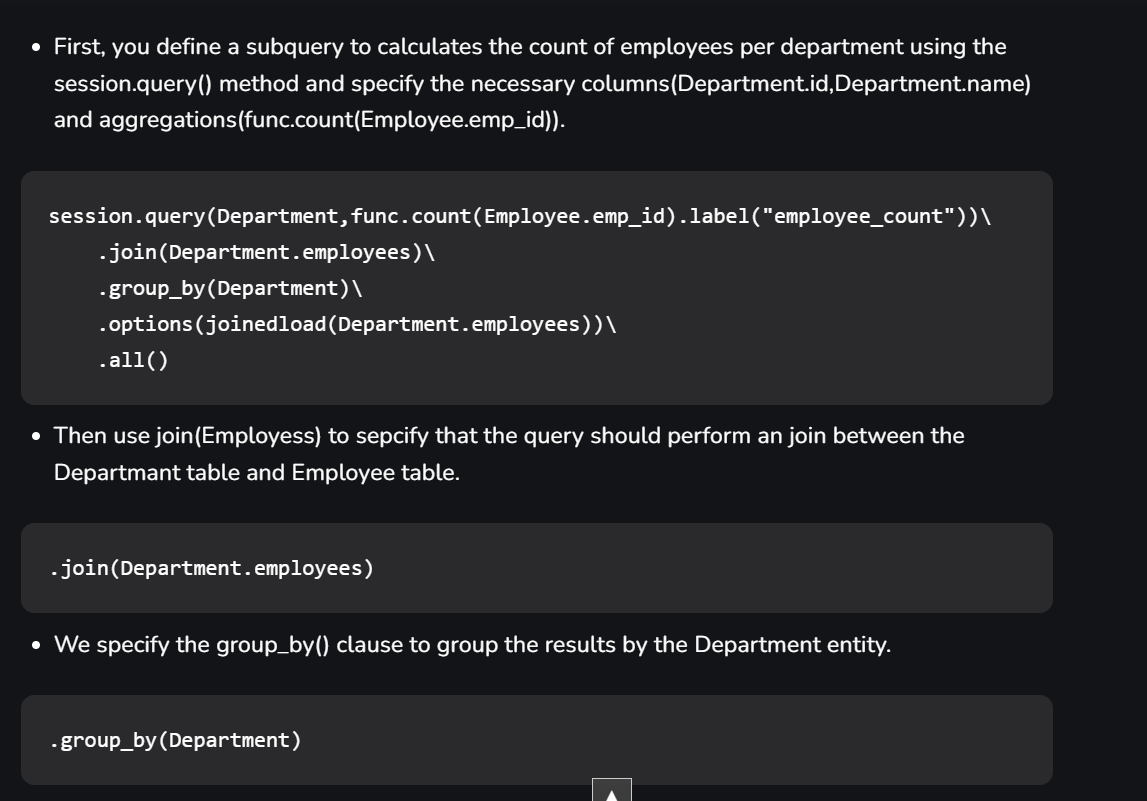 • First, you define a subquery to calculates the count of employees per department using the
session.query() method and specify the necessary columns(Department.id,Department.name)
and aggregations(func.count(Employee.emp_id)).
session.query(Department,func.count(Employee.emp_id).label("employee_count"))\
    .join(Department.employees)\
    .group_by(Department)\
    .options(joinedload(Department.employees))\
    .all()
• Then use join(Employess) to sepcify that the query should perform an join between the
Departmant table and Employee table.
.join(Department.employees)
• We specify the group_by() clause to group the results by the Department entity.
.group_by(Department)